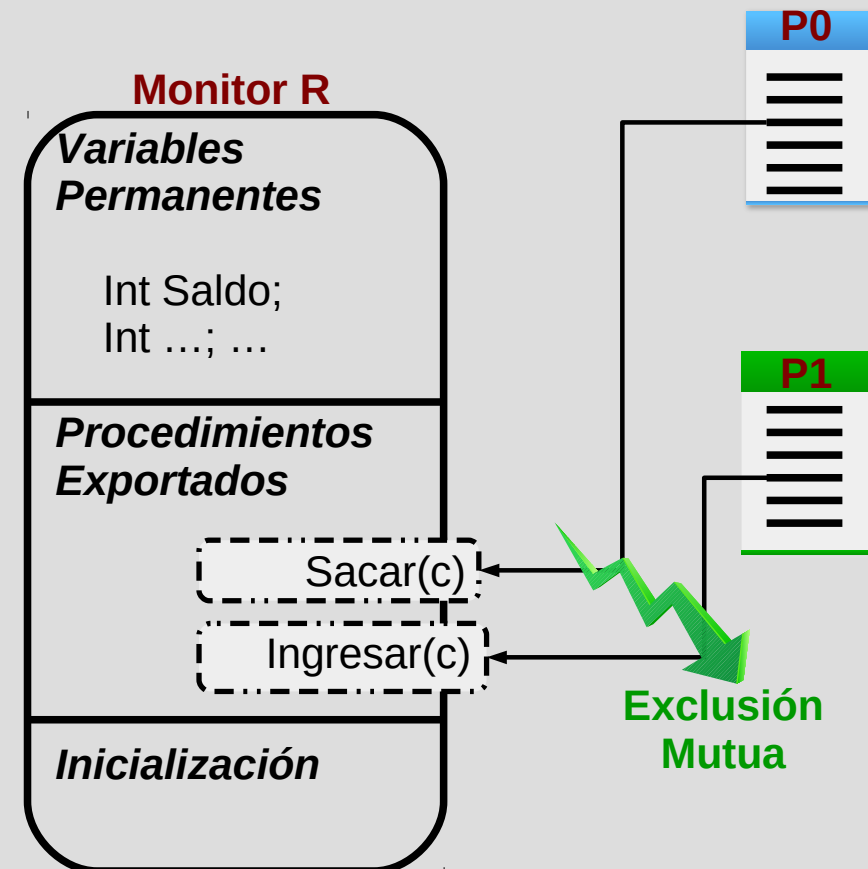 Monitor R
Variables
Permanentes
Int Saldo;
Int …; …
Procedimientos
Exportados
Sacar(c)
Ingresar(c)
Inicialización
P0
P1
Exclusión
Mutua